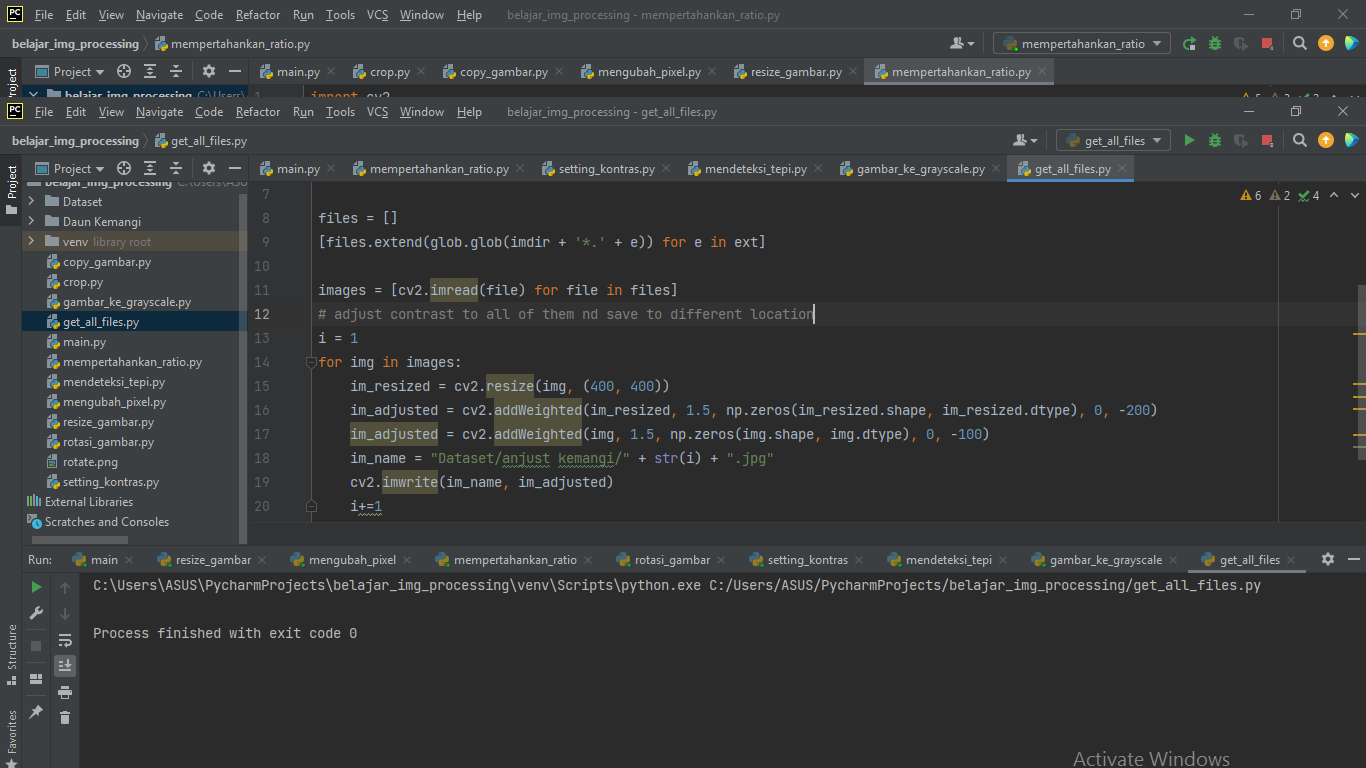 PC File Edit View Navigate Code Refactor Run Tools VCS Window Help belajar_img_processing - mempertahankan_ratio.py
belajar_img_processing mempertahankan_ratio.py mempertahankan_ratio
Project main.py crop.py copy_gambar.py mengubah_pixel.py resize_gambar.py mempertahankan_ratio.py
belajar_img_processing C:\Users\ 1 import cv2
PC File Edit View Navigate Code Refactor Run Tools VCS Window Help belajar_img_processing - get_all_files.py
belajar_img_processing get_all_files.py get_all_files
Project main.py mempertahankan_ratio.py setting_kontras.py mendeteksi_tepi.py gambar_ke_grayscale.py get_all_files.py
Project
belajar_img_processing C:\Users\ASU
Dataset
Daun Kemangi
venv library root
copy_gambar.py
crop.py
gambar_ke_grayscale.py
get_all_files.py
main.py
mempertahankan_ratio.py
mendeteksi_tepi.py
mengubah_pixel.py
resize_gambar.py
rotasi_gambar.py
rotate.png
setting_kontras.py
External Libraries
Scratches and Consoles
6 2 4
7
8 files = []
9 [files.extend(glob.glob(imdir + '*.' + e)) for e in ext]
10
11 images = [cv2.imread(file) for file in files]
12 # adjust contrast to all of them nd save to different location
13 i = 1
14 for img in images:
15 im_resized = cv2.resize(img, (400, 400))
16 im_adjusted = cv2.addWeighted(im_resized, 1.5, np.zeros(im_resized.shape, im_resized.dtype), 0, -200)
17 im_adjusted = cv2.addWeighted(img, 1.5, np.zeros(img.shape, img.dtype), 0, -100)
18 im_name = "Dataset/anjust kemangi/" + str(i) + ".jpg"
19 cv2.imwrite(im_name, im_adjusted)
20 i+=1
Run: main resize_gambar mengubah_pixel mempertahankan_ratio rotasi_gambar setting_kontras mendeteksi_tepi gambar_ke_grayscale get_all_files
C:\Users\ASUS\PycharmProjects\belajar_img_processing\venv\Scripts\python.exe C:/Users/ASUS/PycharmProjects/belajar_img_processing/get_all_files.py
Process finished with exit code 0
Structure
Favorites
Activate Windows